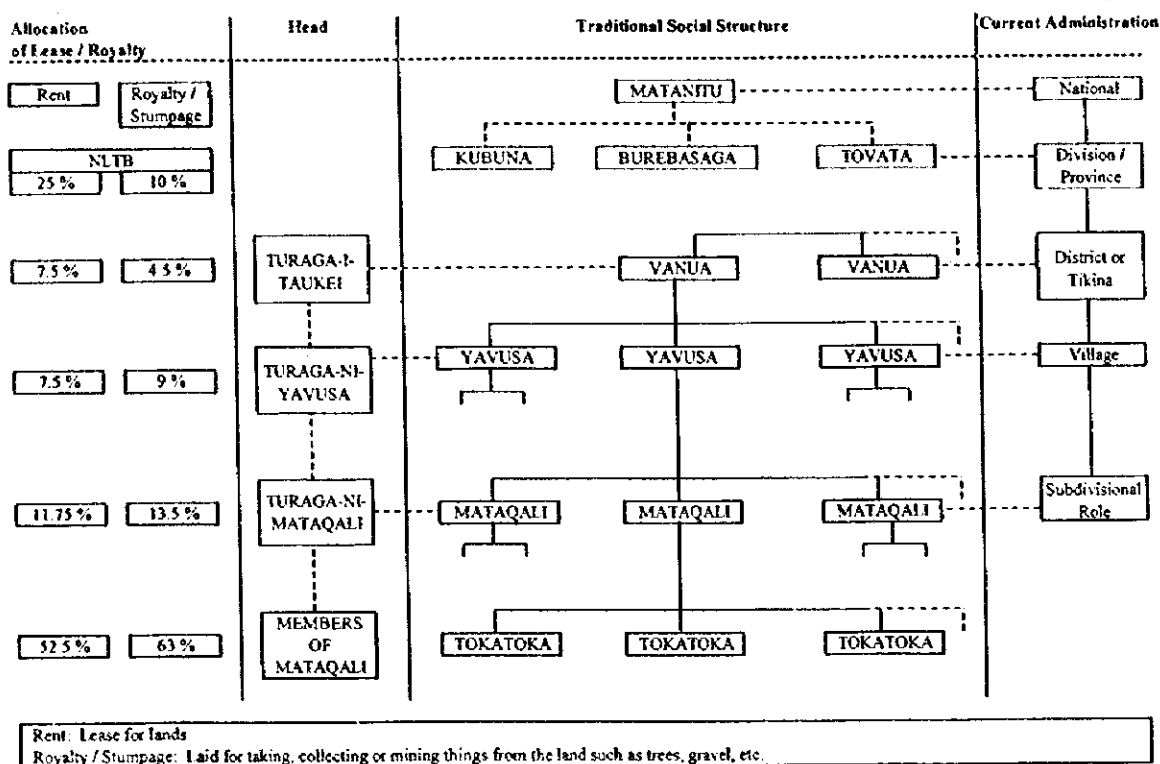 Allocation
of Lease / Royalty
Head
Traditional Social Structure
Current Administration
Rent
Royalty /
Stumpage
MATANITU
National
NLTB
25 %
10 %
KUBUNA
BUREBASAGA
TOVATA
Division /
Province
7.5 %
4 5 %
TURAGA-I-
TAUKEI
VANUA
VANUA
District or
Tikina
7.5 %
9 %
TURAGA-NI-
YAVUSA
YAVUSA
YAVUSA
YAVUSA
Village
11.75 %
13.5 %
TURAGA-NI-
MATAQALI
MATAQALI
MATAQALI
MATAQALI
Subdivisional
Role
52 5 %
63 %
MEMBERS
OF
MATAQALI
TOKATOKA
TOKATOKA
TOKATOKA
Rent: Lease for lands
Royalty / Stumpage: Laid for taking, collecting or mining things from the land such as trees, gravel, etc.